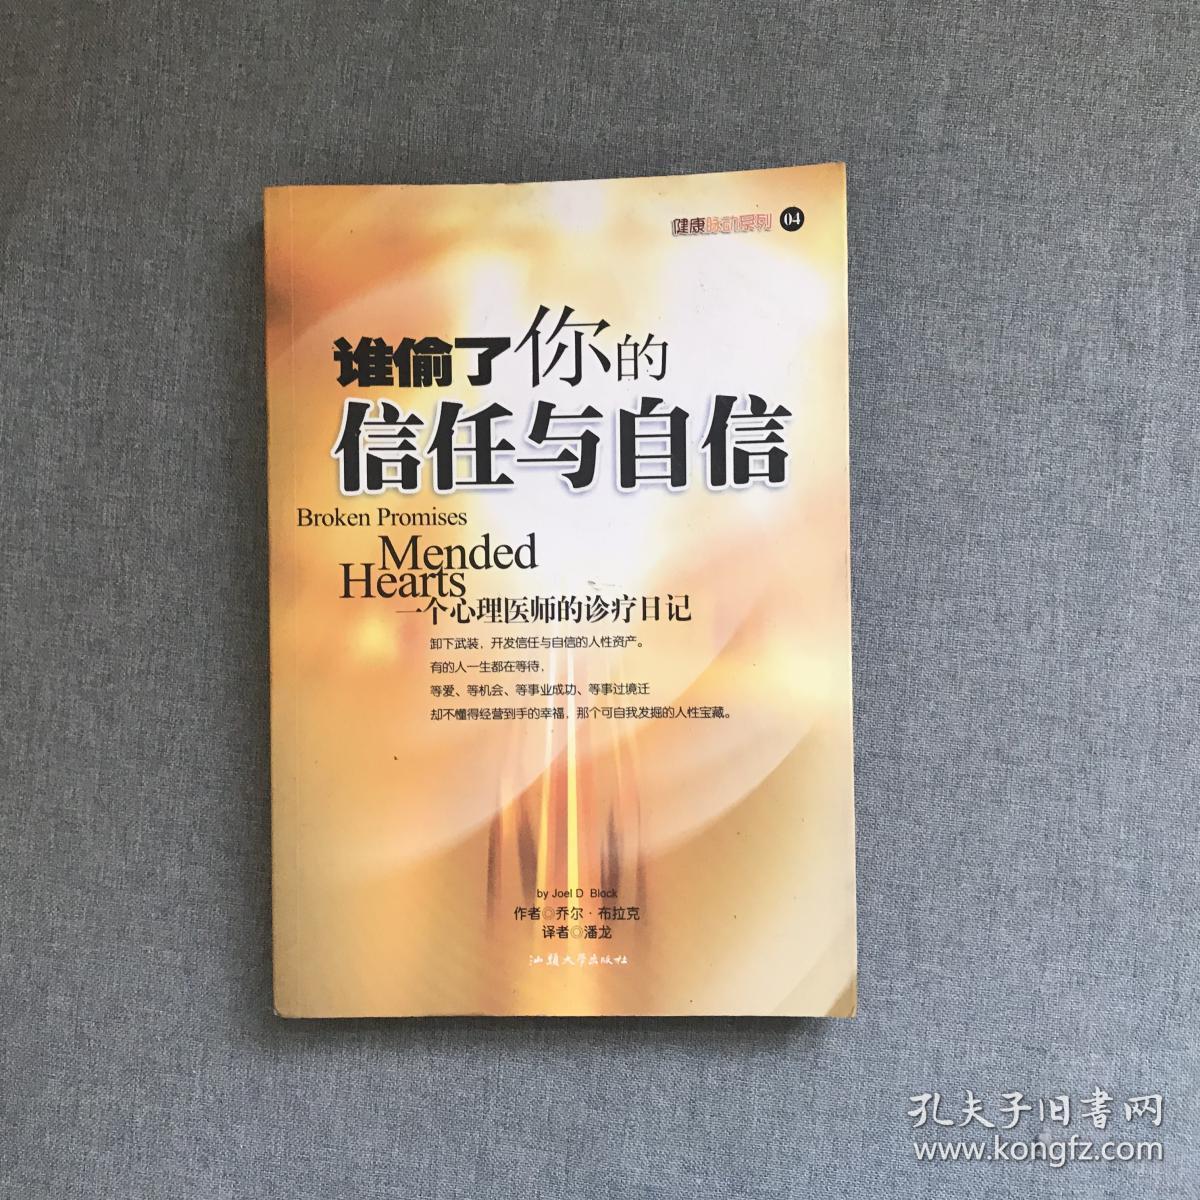 健康脉动系列 04
谁偷了你的
信任与自信
Broken Promises
Mended
Hearts
一个心理医师的诊疗日记
卸下武装，开发信任与自信的人性资产。
有的人一生都在等待，
等爱、等机会、等事业成功、等事过境迁
却不懂得经营到手的幸福，那个可自我发掘的人性宝藏。
by Joel D Block
作者◎乔尔·布拉克
译者◎潘龙
汕头大学出版社
孔夫子旧書网
www.kongfz.com